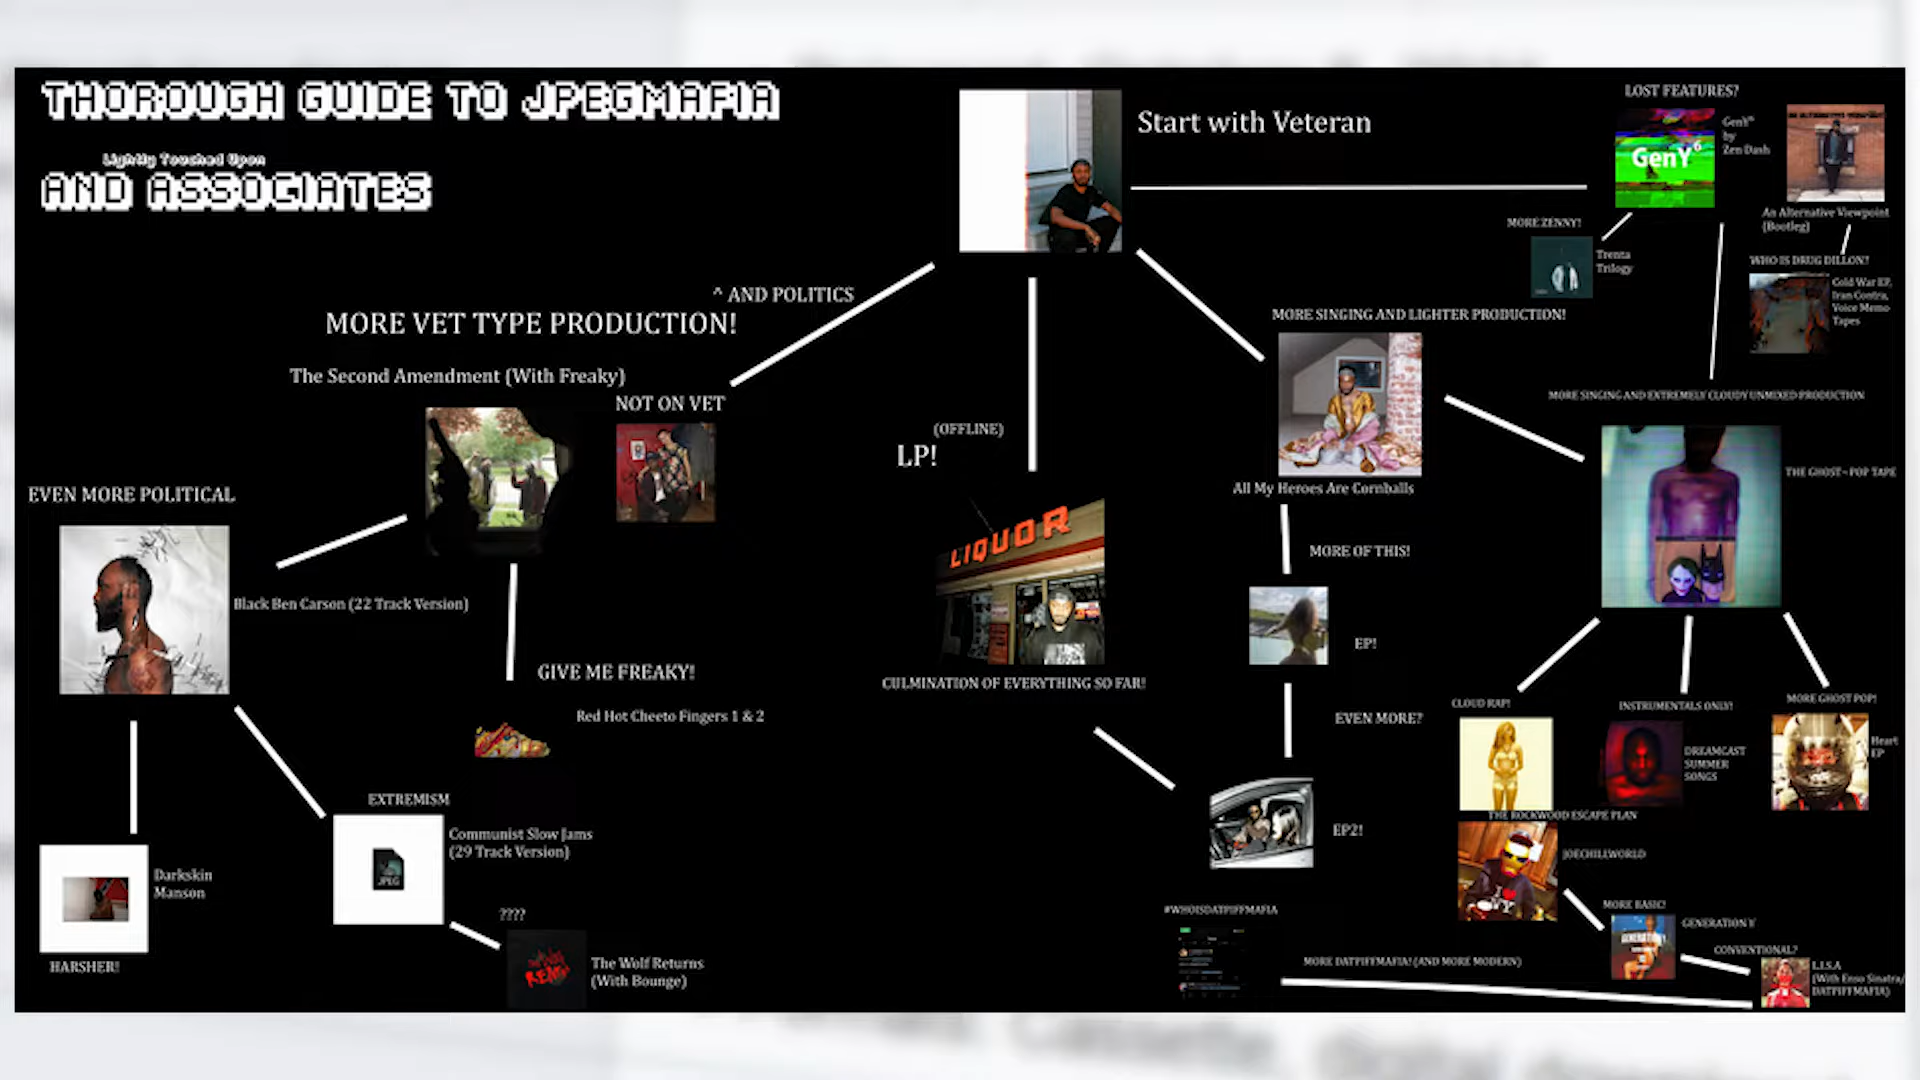 THOROUGH GUIDE TO JPEGMAFIA
Lightly Touched Upon
AND ASSOCIATES
Start with Veteran
LOST FEATURES?
GenY6
GenY6
by
Zen Dash
An Alternative Viewpoint
(Bootleg)
MORE ZENNY!
Trenta
Trilogy
WHO IS DRUG DILLON?
Cold War EP,
Iran Contra,
Voice Memo
Tapes
^ AND POLITICS
MORE VET TYPE PRODUCTION!
The Second Amendment (With Freaky)
NOT ON VET
MORE SINGING AND LIGHTER PRODUCTION!
All My Heroes Are Cornballs
MORE SINGING AND EXTREMELY CLOUDY UNMIXED PRODUCTION
THE GHOST~POP TAPE
(OFFLINE)
LP!
LIQUOR
CULMINATION OF EVERYTHING SO FAR!
EVEN MORE POLITICAL
Black Ben Carson (22 Track Version)
MORE OF THIS!
EP!
EVEN MORE?
EP2!
GIVE ME FREAKY!
Red Hot Cheeto Fingers 1 & 2
CLOUD RAP!
INSTRUMENTALS ONLY!
MORE GHOST POP!
DREAMCAST
SUMMER
SONGS
Heart
EP
THE ROCKWOOD ESCAPE PLAN
JOECHILLWORLD
EXTREMISM
JPEG
Communist Slow Jams
(29 Track Version)
Darkskin
Manson
HARSHER!
????
The Wolf Returns
(With Bounge)
#WHOISDATPIFFMAFIA
MORE DATPIFFMAFIA! (AND MORE MODERN)
MORE BASIC!
GENERATION Y
CONVENTIONAL?
L.I.S.A
(With Enso Sinatra/
DATPIFFMAFIA)